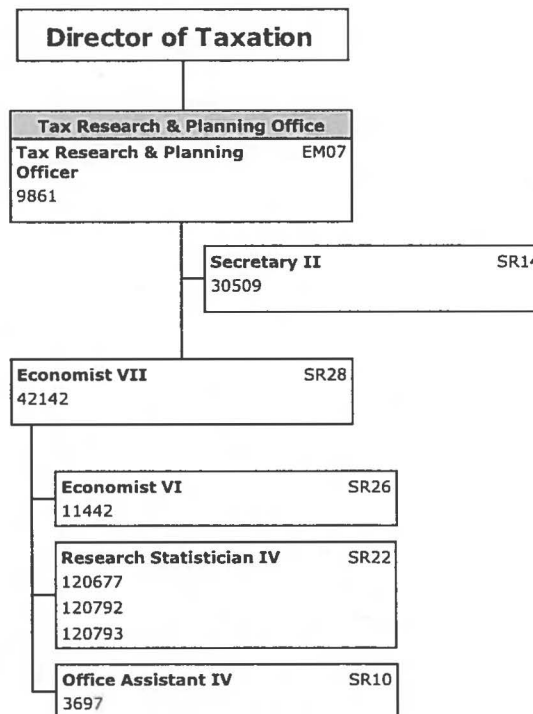 Director of Taxation
Tax Research & Planning Office
Tax Research & Planning EM07
Officer
9861
Secretary II SR14
30509
Economist VII SR28
42142
Economist VI SR26
11442
Research Statistician IV SR22
120677
120792
120793
Office Assistant IV SR10
3697